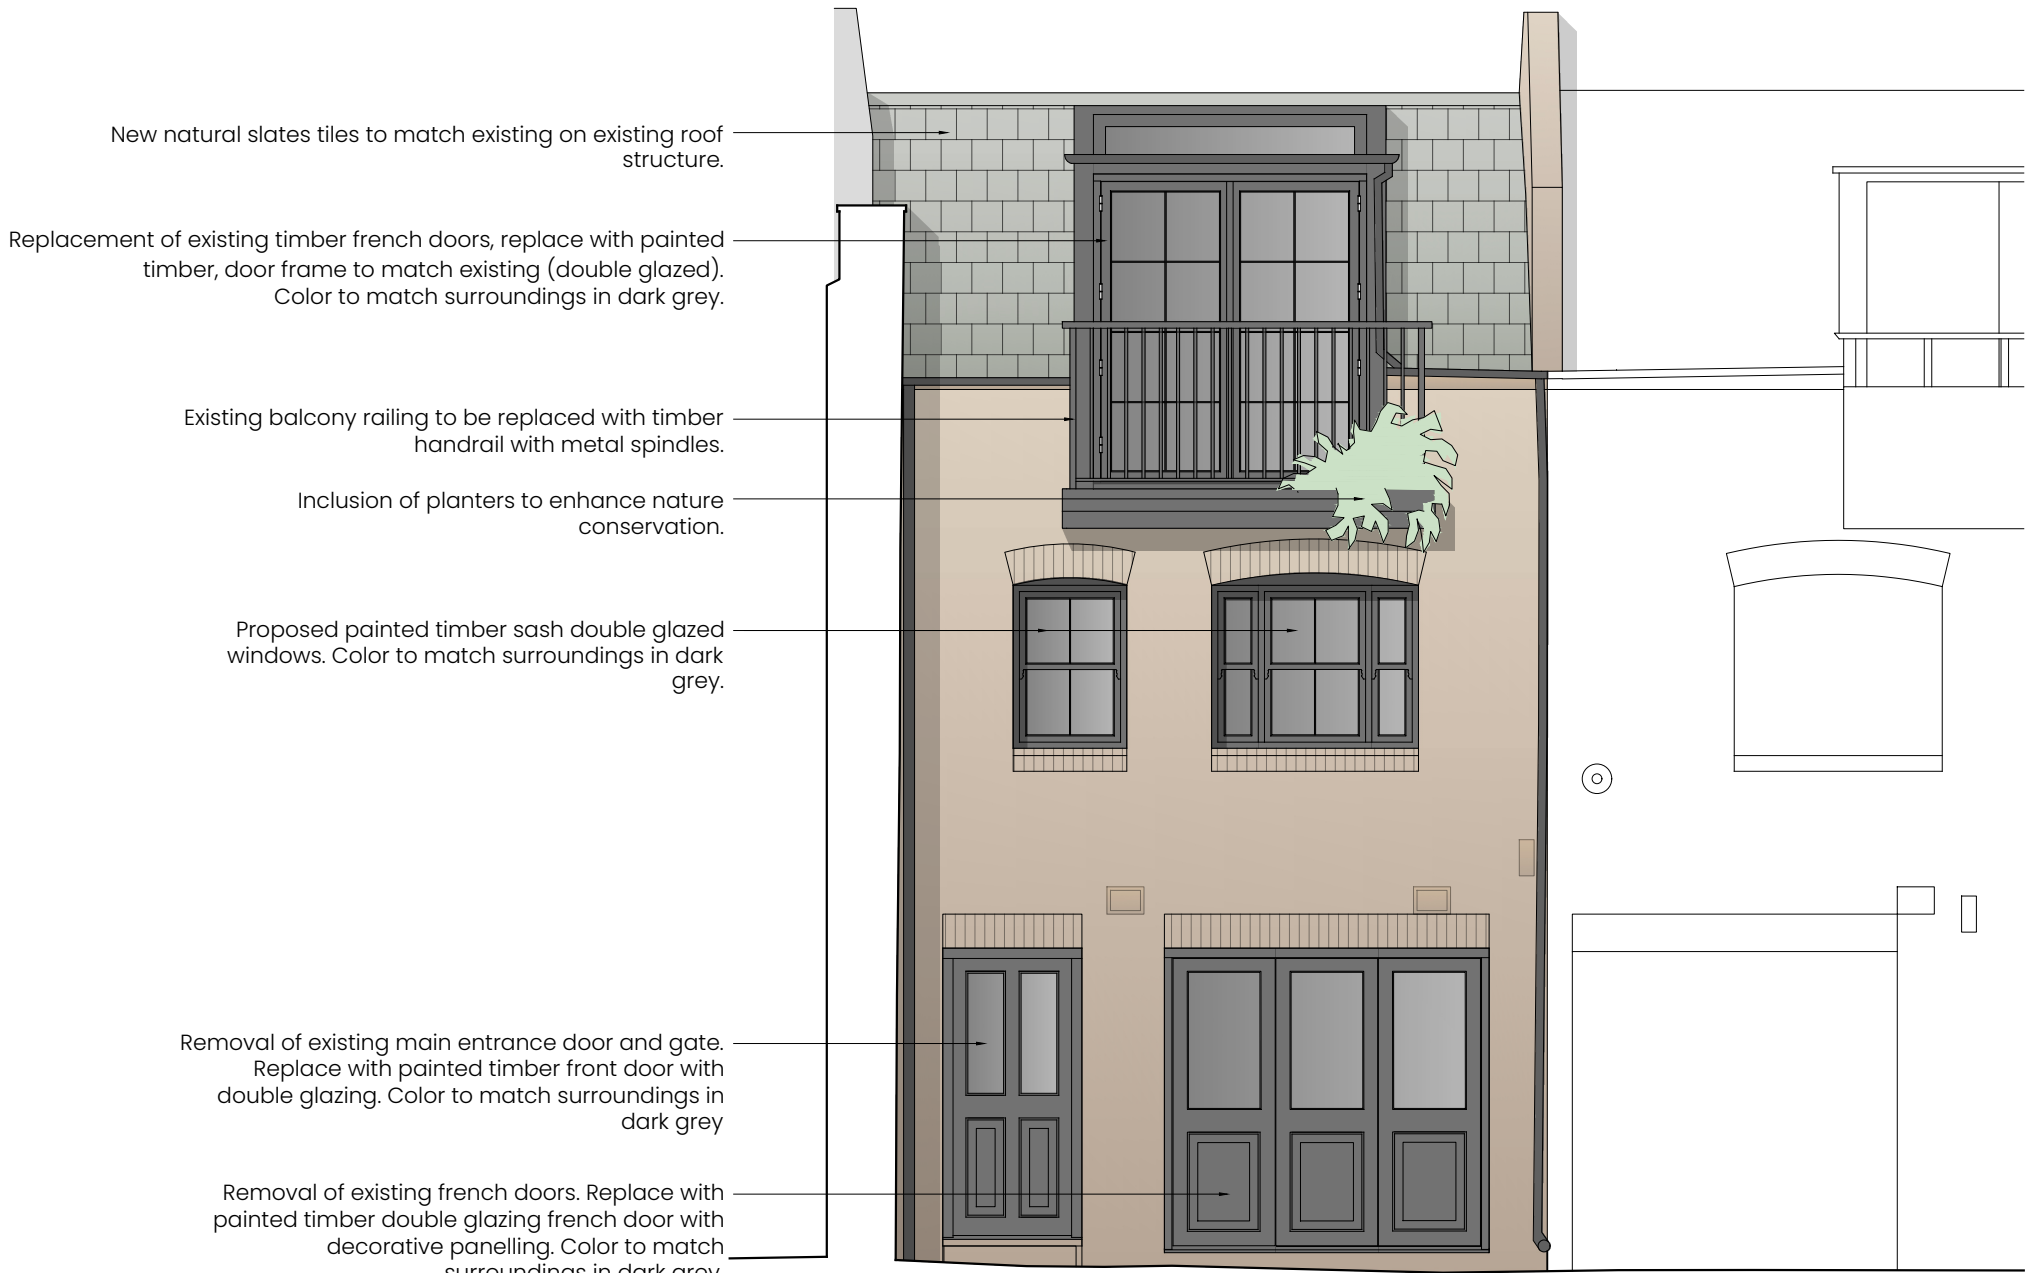 New natural slates tiles to match existing on existing roof
structure.
Replacement of existing timber french doors, replace with painted
timber, door frame to match existing (double glazed).
Color to match surroundings in dark grey.
Existing balcony railing to be replaced with timber
handrail with metal spindles.
Inclusion of planters to enhance nature
conservation.
Proposed painted timber sash double glazed
windows. Color to match surroundings in dark
grey.
Removal of existing main entrance door and gate.
Replace with painted timber front door with
double glazing. Color to match surroundings in
dark grey
Removal of existing french doors. Replace with
painted timber double glazing french door with
decorative panelling. Color to match
surroundings in dark grey.